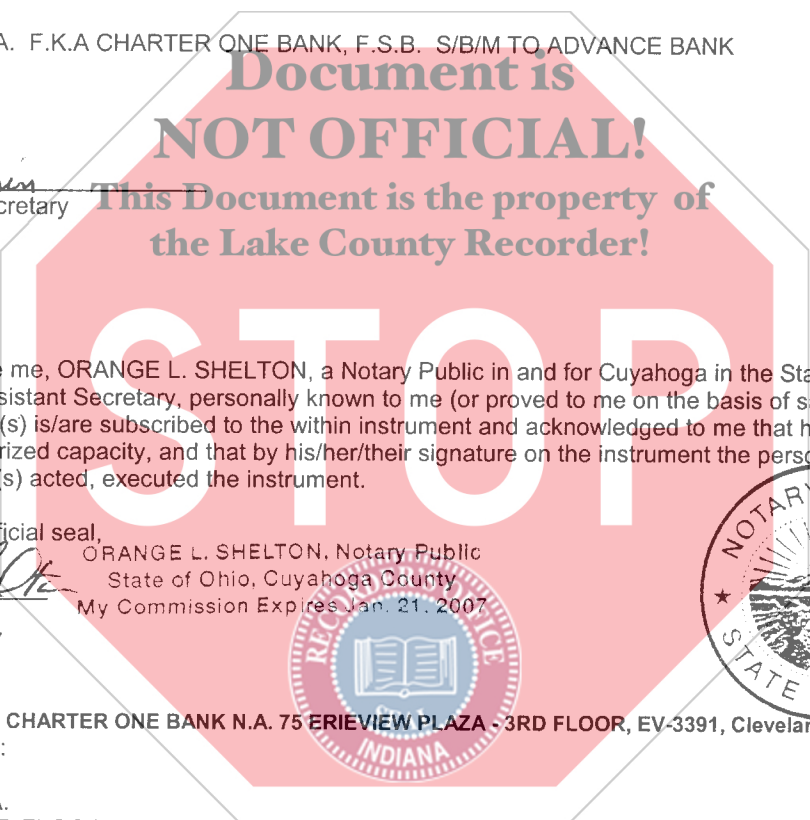 A. F.K.A CHARTER ONE BANK, F.S.B. S/B/M TO ADVANCE BANK
Document is
NOT OFFICIAL!
cretary
This Document is the property of
the Lake County Recorder!
STOP
e me, ORANGE L. SHELTON, a Notary Public in and for Cuyahoga in the Sta
sistant Secretary, personally known to me (or proved to me on the basis of s
(s) is/are subscribed to the within instrument and acknowledged to me that h
rized capacity, and that by his/her/their signature on the instrument the pers
(s) acted, executed the instrument.
ficial seal,
ORANGE L. SHELTON, Notary Public
State of Ohio, Cuyahoga County
My Commission Expires Jan. 21, 2007
NOTARY
STATE
RECORDER'S OFFICE
SEAL
INDIANA
CHARTER ONE BANK N.A. 75 ERIEVIEW PLAZA - 3RD FLOOR, EV-3391, Clevelan
:
A.